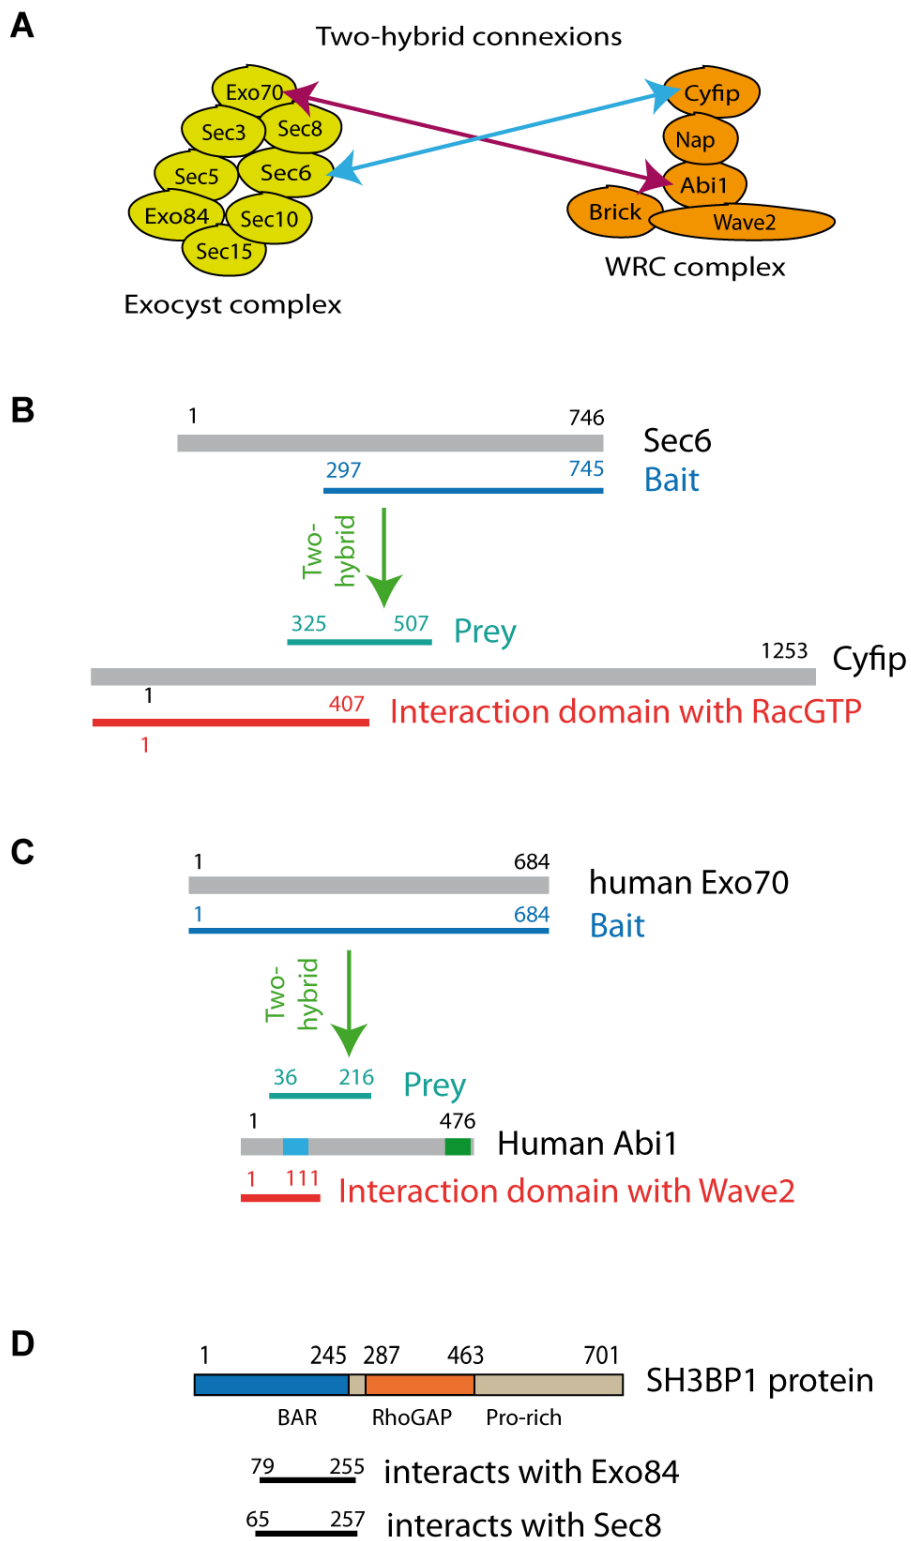 A
Two-hybrid connexions
Exo70
Sec3
Sec8
Sec5
Sec6
Exo84
Sec10
Sec15
Exocyst complex
Cyfip
Nap
Abi1
Brick
Wave2
WRC complex
B
1 746
Sec6
297 745
Bait
Two-
hybrid
325 507
Prey
1253
Cyfip
1
407
Interaction domain with RacGTP
1
C
1 684
human Exo70
1 684
Bait
Two-
hybrid
36 216
Prey
1 476
Human Abi1
1 111
Interaction domain with Wave2
D
1 245 287 463 701
SH3BP1 protein
BAR RhoGAP Pro-rich
79 255 interacts with Exo84
65 257 interacts with Sec8